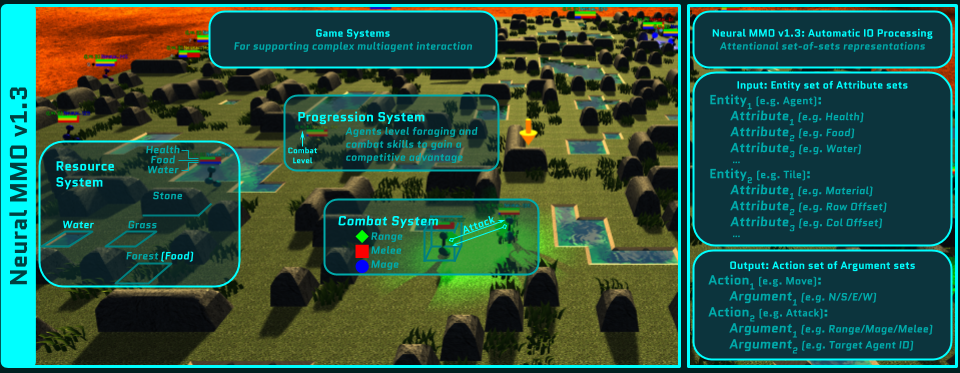 Neural MMO v1.3
Game Systems
For supporting complex multiagent interaction
Progression System
Combat
Level
Agents level foraging and
combat skills to gain a
competitive advantage
Resource
System
Health
Food
Water
Stone
Water
Grass
Forest (Food)
Combat System
Range
Melee
Mage
Attack
Neural MMO v1.3: Automatic IO Processing
Attentional set-of-sets representations
Input: Entity set of Attribute sets
Entity1 (e.g. Agent):
Attribute1 (e.g. Health)
Attribute2 (e.g. Food)
Attribute3 (e.g. Water)
...
Entity2 (e.g. Tile):
Attribute1 (e.g. Material)
Attribute2 (e.g. Row Offset)
Attribute3 (e.g. Col Offset)
...
Output: Action set of Argument sets
Action1 (e.g. Move):
Argument1 (e.g. N/S/E/W)
Action2 (e.g. Attack):
Argument1 (e.g. Range/Mage/Melee)
Argument2 (e.g. Target Agent ID)